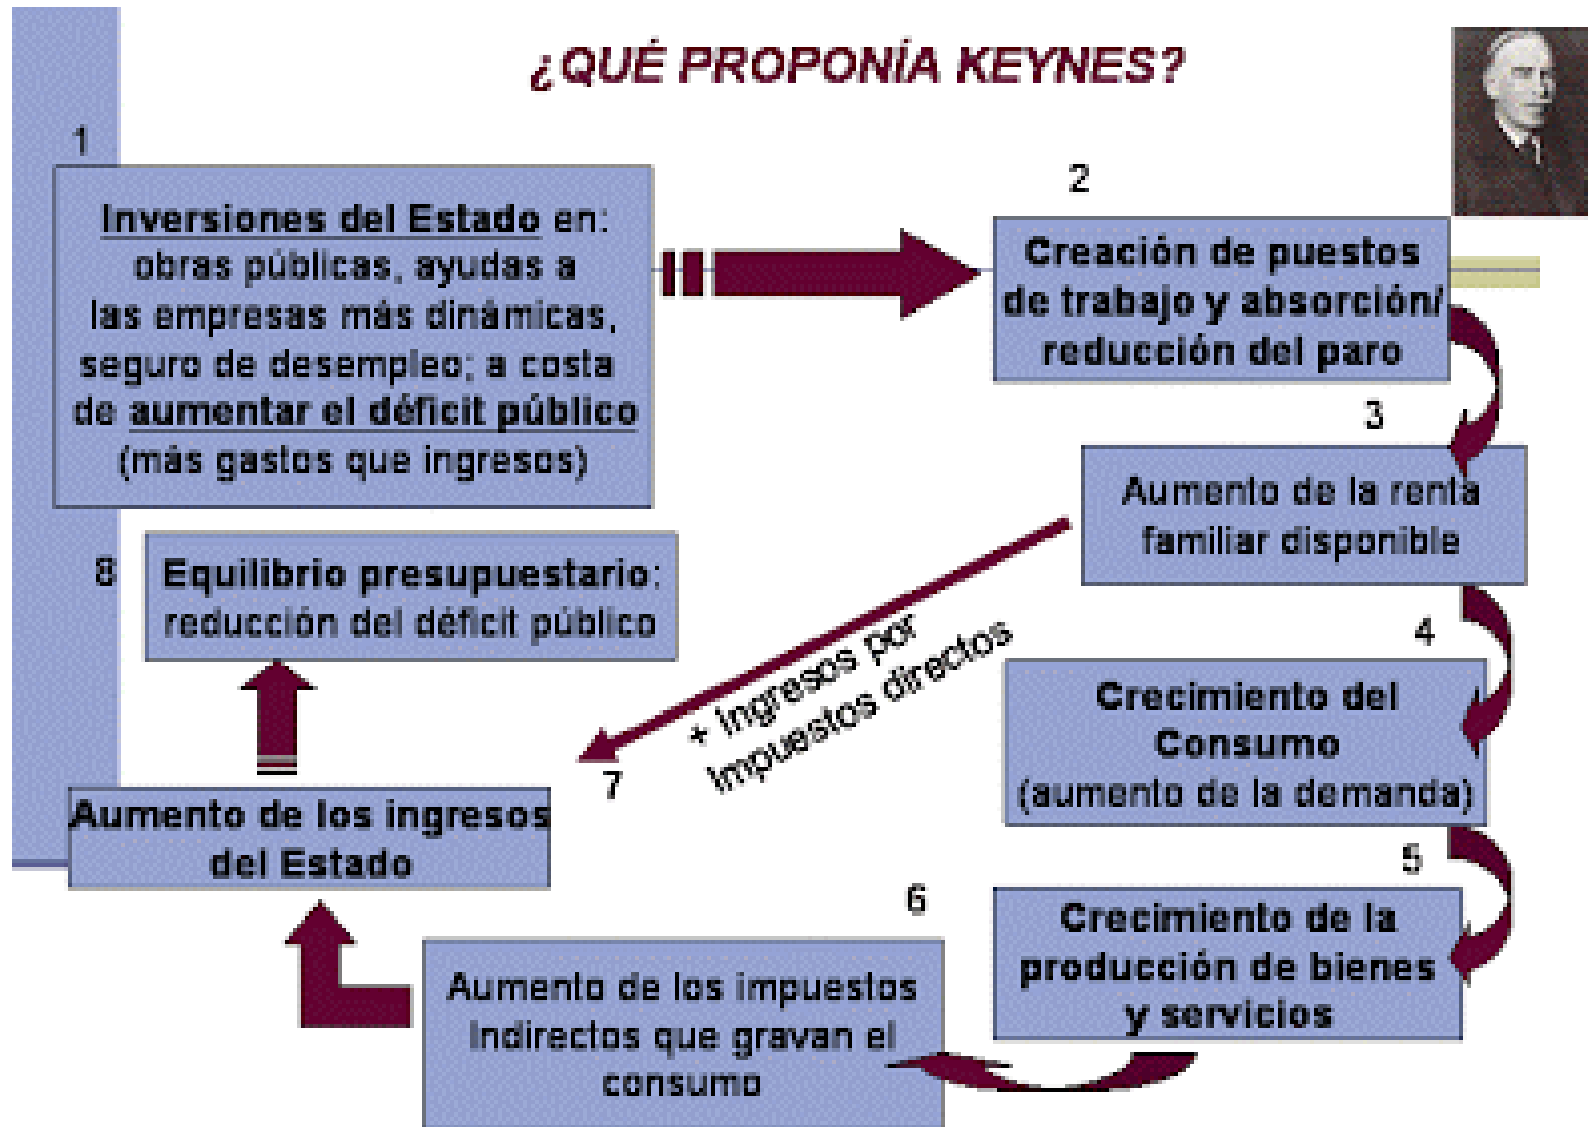 ¿QUÉ PROPONÍA KEYNES?
1
Inversiones del Estado en:
obras públicas, ayudas a
las empresas más dinámicas,
seguro de desempleo; a costa
de aumentar el déficit público
(más gastos que ingresos)
2
Creación de puestos
de trabajo y absorción/
reducción del paro
3
Aumento de la renta
familiar disponible
4
Crecimiento del
Consumo
(aumento de la demanda)
5
Crecimiento de la
producción de bienes
y servicios
6
Aumento de los impuestos
Indirectos que gravan el
consumo
+ Ingresos por
Impuestos directos
7
Aumento de los ingresos
del Estado
8
Equilibrio presupuestario:
reducción del déficit público